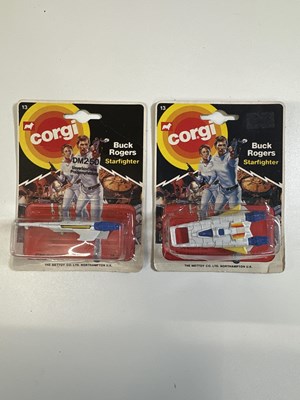 13
corgi
Buck
Rogers
Starfighter
DM2.50
THE METTOY CO. LTD. NORTHAMPTON U.K.
13
corgi
Buck
Rogers
Starfighter
THE METTOY CO. LTD. NORTHAMPTON U.K.